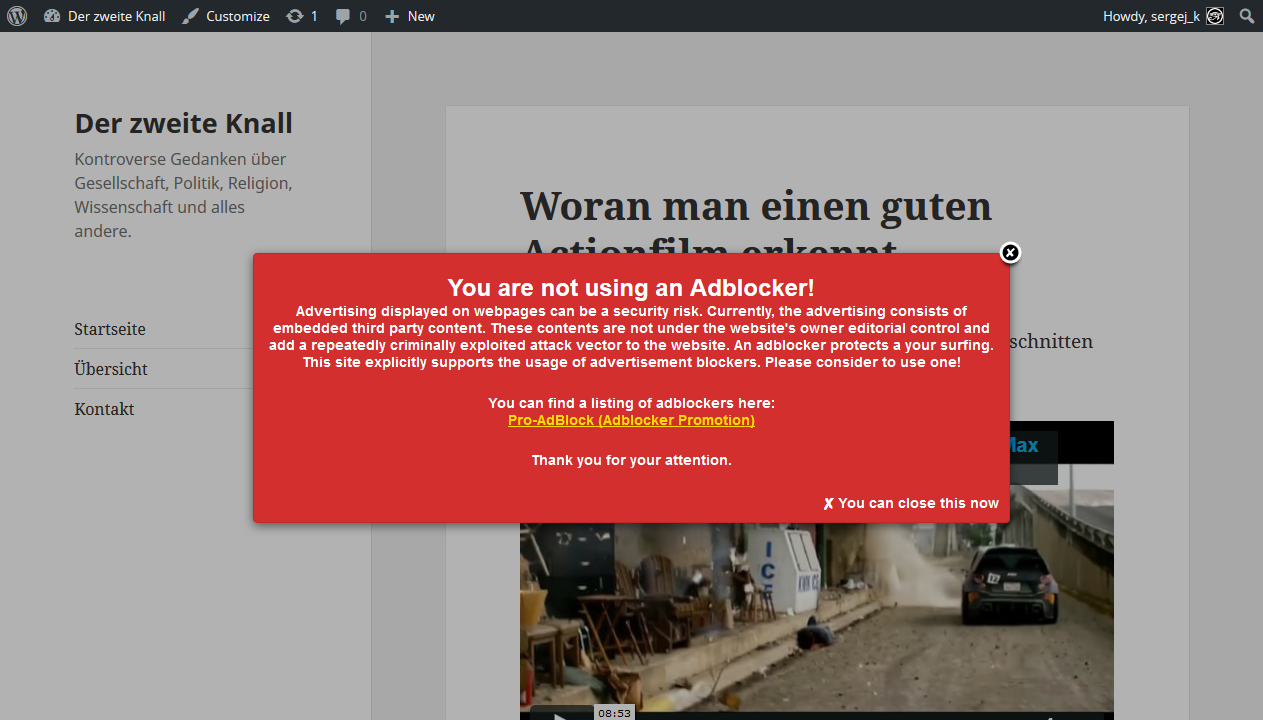 Der zweite Knall Customize 1 0 New Howdy, sergej_k
Der zweite Knall
Kontroverse Gedanken über
Gesellschaft, Politik, Religion,
Wissenschaft und alles
andere.
Startseite
Übersicht
Kontakt
Woran man einen guten
Actionfilm erkennt
schnitten
Max
You are not using an Adblocker!
Advertising displayed on webpages can be a security risk. Currently, the advertising consists of
embedded third party content. These contents are not under the website's owner editorial control and
add a repeatedly criminally exploited attack vector to the website. An adblocker protects a your surfing.
This site explicitly supports the usage of advertisement blockers. Please consider to use one!
You can find a listing of adblockers here:
Pro-AdBlock (Adblocker Promotion)
Thank you for your attention.
✘ You can close this now
ICE
12
08:53